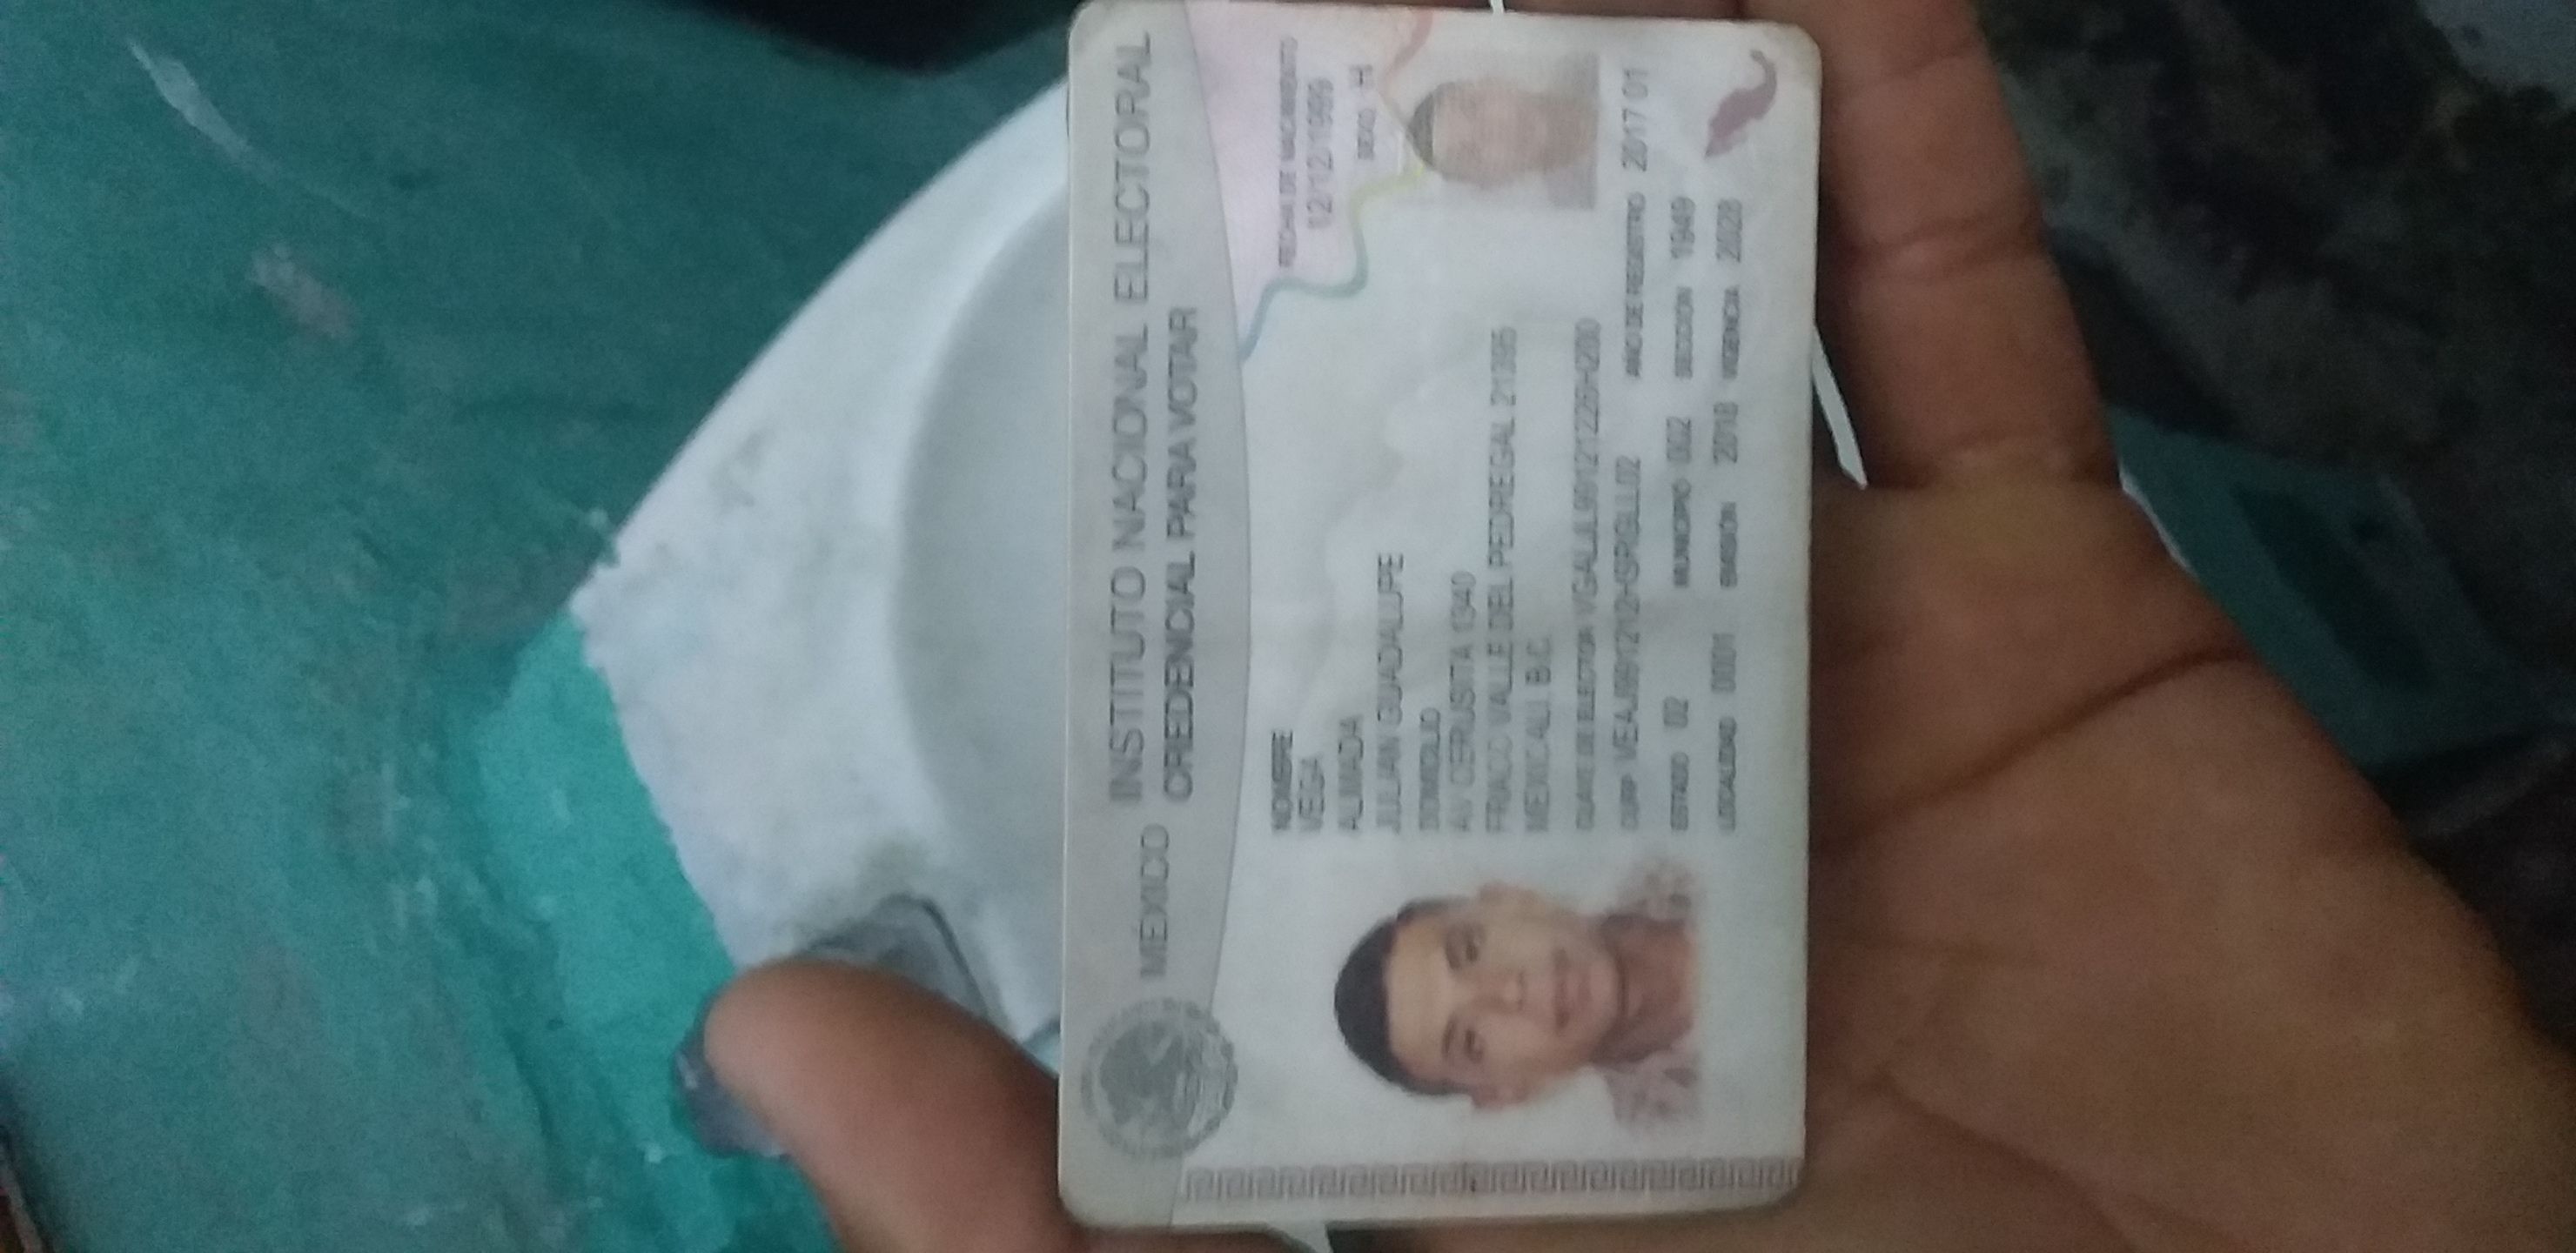 MÉXICO
INSTITUTO NACIONAL ELECTORAL
CREDENCIAL PARA VOTAR
NOMBRE
VEGA
ALMADA
JULIAN GUADALUPE
DOMICILIO
AV CERUSITA 1340
FRACC VALLE DEL PEDREGAL 21395
MEXICALI, B.C.
FECHA DE NACIMIENTO
12/12/1999
SEXO H
CLAVE DE ELECTOR VGALJL99121226H200
CURP VEAJ991212HSRGLL02
AÑO DE REGISTRO 2017 01
ESTADO 02
MUNICIPIO 002
SECCIÓN 1949
LOCALIDAD 0001
EMISIÓN 2018
VIGENCIA 2028